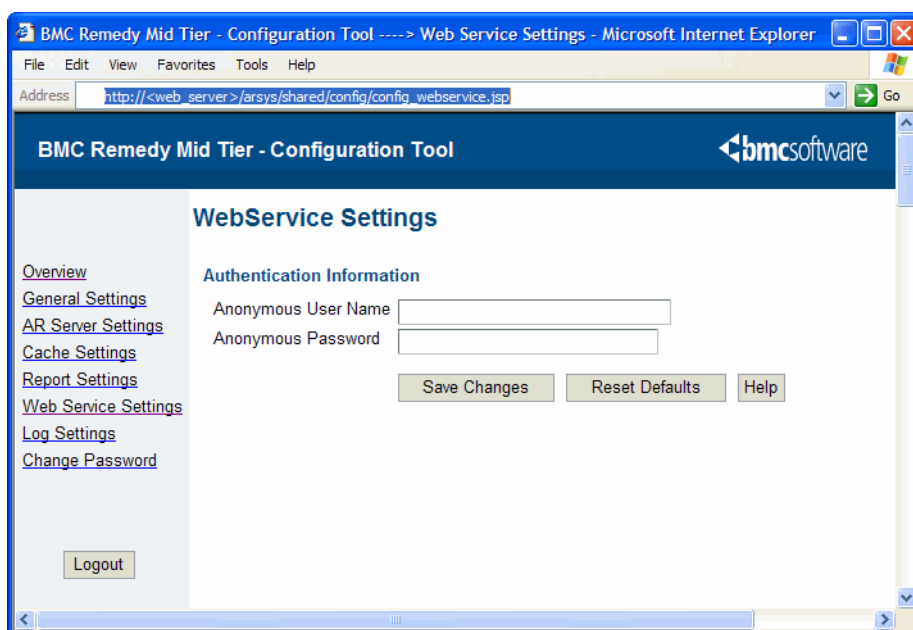 BMC Remedy Mid Tier - Configuration Tool ----> Web Service Settings - Microsoft Internet Explorer
File Edit View Favorites Tools Help
Address http://<web_server>/arsys/shared/config/config_webservice.jsp Go
BMC Remedy Mid Tier - Configuration Tool bmcsoftware
WebService Settings
Overview
General Settings
AR Server Settings
Cache Settings
Report Settings
Web Service Settings
Log Settings
Change Password
Logout
Authentication Information
Anonymous User Name
Anonymous Password
Save Changes Reset Defaults Help